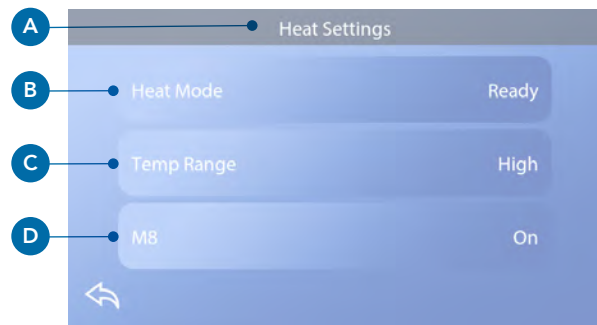 A Heat Settings
B Heat Mode Ready
C Temp Range High
D M8 On